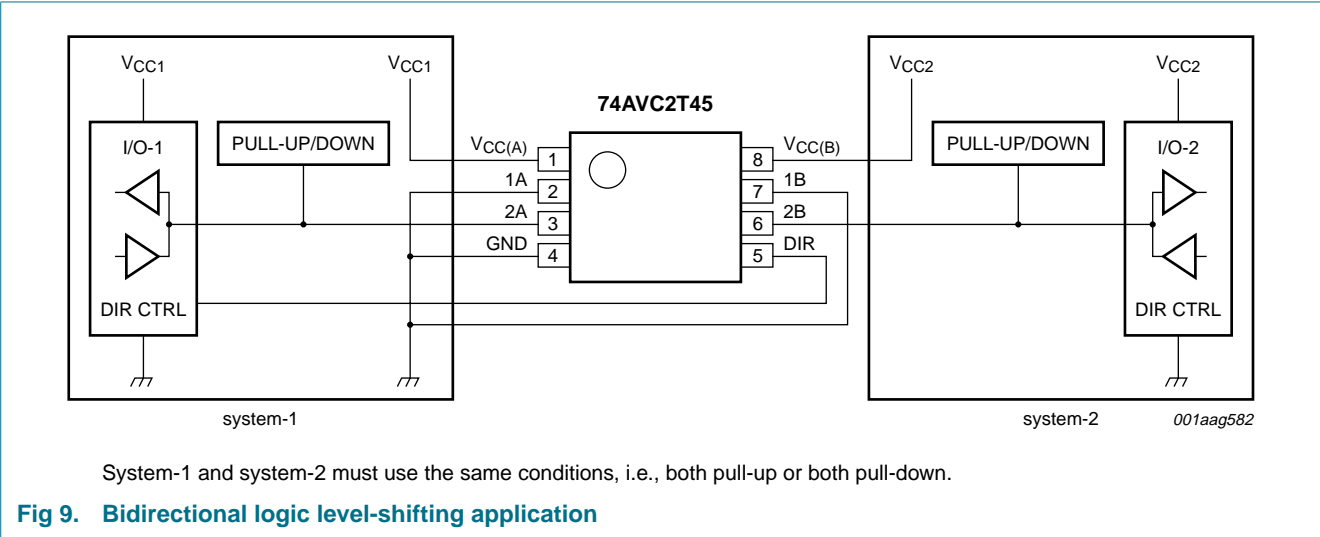 VCC1
VCC1
74AVC2T45
VCC2
VCC2
I/O-1
PULL-UP/DOWN
VCC(A)
1
8
VCC(B)
PULL-UP/DOWN
I/O-2
1A
2
7
1B
2A
3
6
2B
GND
4
5
DIR
DIR CTRL
DIR CTRL
system-1
system-2
001aag582
System-1 and system-2 must use the same conditions, i.e., both pull-up or both pull-down.
Fig 9. Bidirectional logic level-shifting application